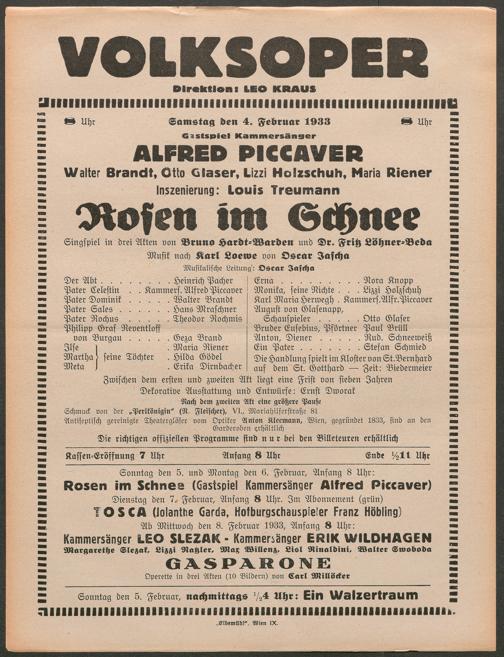 VOLKSOPER
Direktion: LEO KRAUS
8 Uhr Samstag den 4. Februar 1933 8 Uhr
Gastspiel Kammersänger
ALFRED PICCAVER
Walter Brandt, Otto Glaser, Lizzi Holzschuh, Maria Riener
Inszenierung: Louis Treumann
Rosen im Schnee
Singspiel in drei Akten von Bruno Hardt-Warden und Dr. Fritz Löhner-Beda
Musik nach Karl Loewe von Oscar Jascha
Musikalische Leitung: Oscar Jascha
Der Abt . . . . . . . . . Heinrich Pacher
Pater Celestin . . Kammers. Alfred Piccaver
Pater Dominik . . . . . . Walter Brandt
Pater Sales . . . . . . Hans Mraschner
Pater Rochus . . . . Theodor Rochmis
Philipp Graf Reventloff
von Burgau . . . . . . Geza Brand
Ilse . . . Maria Riener
Martha } seine Töchter . Hilda Gödel
Meta . . . Erika Dirnbacher
Erna . . . . . . . . . Nora Knopp
Monika, seine Nichte . . Lizzi Holzschuh
Karl Maria Herwegh . Kammers. Alfr. Piccaver
August von Glasenapp,
Schauspieler . . . . . . Otto Glaser
Bruder Eusebius, Pförtner Paul Brüll
Anton, Diener . . . . Rud. Schneeweiß
Ein Pater . . . . . . Stefan Schmied
Die Handlung spielt im Kloster von St. Bernhard
auf dem St. Gotthard — Zeit: Biedermeier
Zwischen dem ersten und zweiten Akt liegt eine Frist von sieben Jahren
Dekorative Ausstattung und Entwürfe: Ernst Dworak
Nach dem zweiten Akt eine größere Pause
Schmuck von der „Perlkönigin" (R. Fleischer), VI., Mariahilferstraße 81
Antiseptisch gereinigte Theatergläser vom Optiker Anton Kleemann, Wien, gegründet 1833, sind an den
Garderoben erhältlich
Die richtigen offiziellen Programme sind nur bei den Billeteuren erhältlich
Kassen-Eröffnung 7 Uhr Anfang 8 Uhr Ende ½11 Uhr
Sonntag den 5. und Montag den 6. Februar, Anfang 8 Uhr:
Rosen im Schnee (Gastspiel Kammersänger Alfred Piccaver)
Dienstag den 7. Februar, Anfang 8 Uhr. Im Abonnement (grün)
TOSCA (Jolanthe Garda, Hofburgschauspieler Franz Höbling)
Ab Mittwoch den 8. Februar 1933, Anfang 8 Uhr:
Kammersänger LEO SLEZAK - Kammersänger ERIK WILDHAGEN
Margarethe Slezak, Lizzi Natzler, Max Willenz, Liol Rinaldini, Walter Swoboda
GASPARONE
Operette in drei Akten (10 Bildern) von Carl Millöcker
Sonntag den 5. Februar, nachmittags ½4 Uhr: Ein Walzertraum
„Elbemühl", Wien IX.